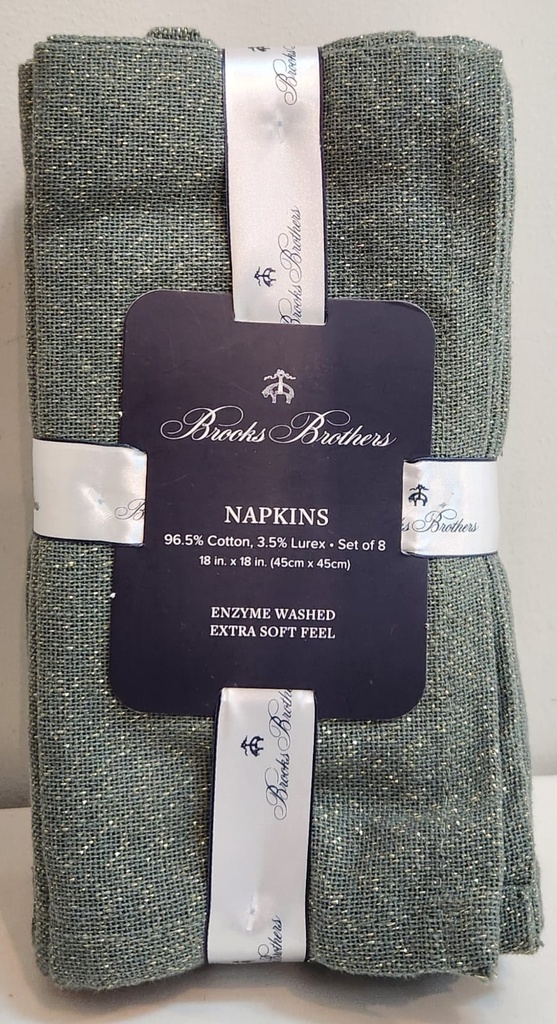 Brooks
Brooks Brothers
Brooks Brothers
NAPKINS
96.5% Cotton, 3.5% Lurex • Set of 8
18 in. x 18 in. (45cm x 45cm)
ENZYME WASHED
EXTRA SOFT FEEL
B
s Brothers
Brooks Broth
Brothers